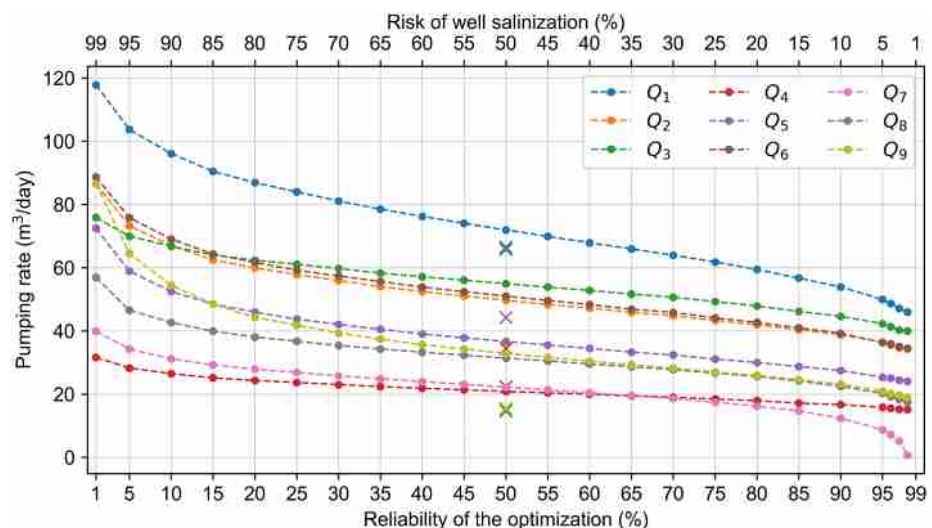 Risk of well salinization (%)
99 95 90 85 80 75 70 65 60 55 50 45 40 35 30 25 20 15 10 5 1
Pumping rate (m³/day)
120
100
80
60
40
20
0
Q₁ Q₄ Q₇
Q₂ Q₅ Q₈
Q₃ Q₆ Q₉
1 5 10 15 20 25 30 35 40 45 50 55 60 65 70 75 80 85 90 95 99
Reliability of the optimization (%)